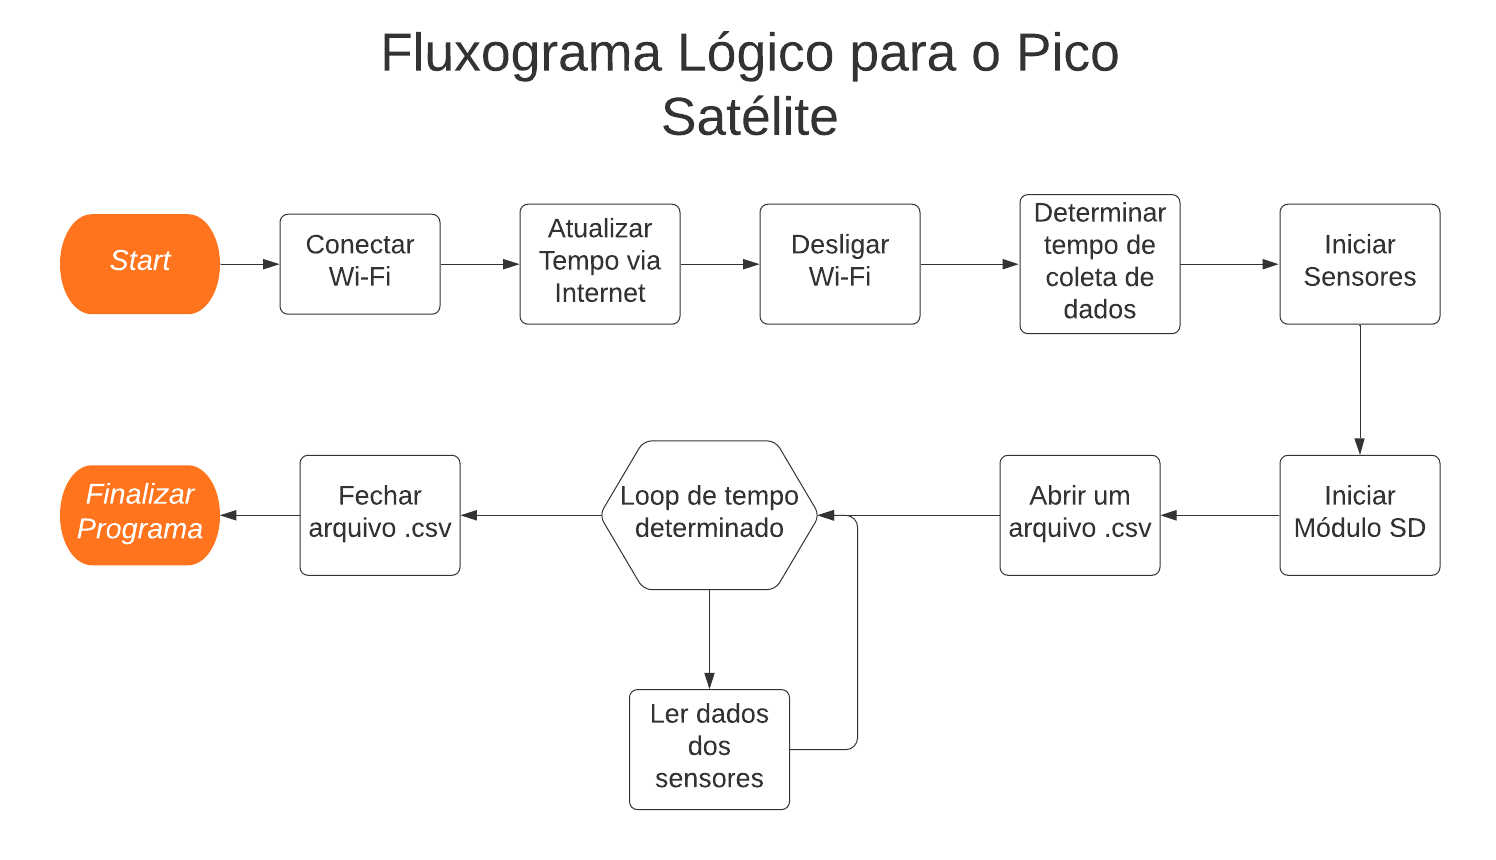 Fluxograma Lógico para o Pico
Satélite
Start
Conectar
Wi-Fi
Atualizar
Tempo via
Internet
Desligar
Wi-Fi
Determinar
tempo de
coleta de
dados
Iniciar
Sensores
Finalizar
Programa
Fechar
arquivo .csv
Loop de tempo
determinado
Abrir um
arquivo .csv
Iniciar
Módulo SD
Ler dados
dos
sensores